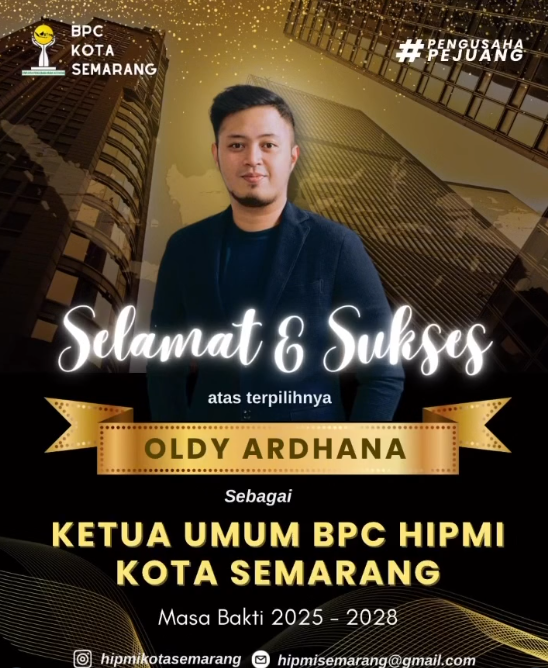 BPC
KOTA
SEMARANG
#PENGUSAHA
PEJUANG
Selamat & Sukses
atas terpilihnya
OLDY ARDHANA
Sebagai
KETUA UMUM BPC HIPMI
KOTA SEMARANG
Masa Bakti 2025 - 2028
hipmikotasemarang hipmisemarang@gmail.com